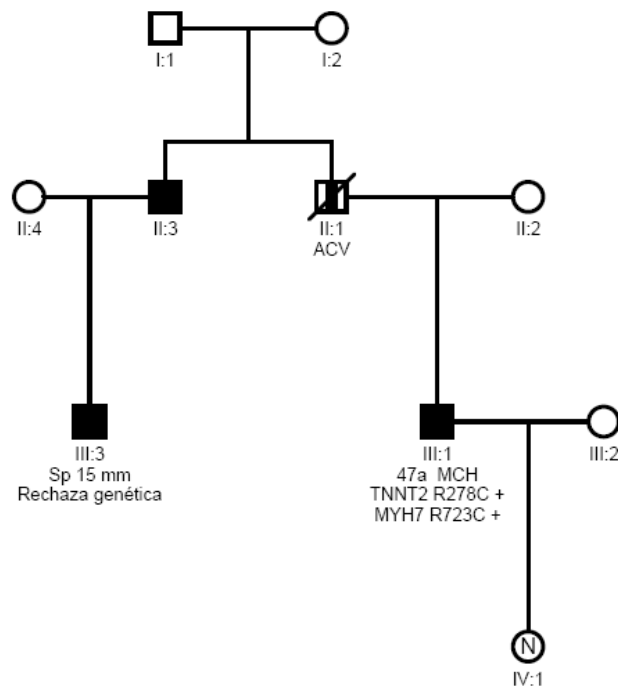 I:1 I:2
II:4 II:3 II:1 II:2
ACV
III:3 III:1 III:2
Sp 15 mm 47a MCH
Rechaza genética TNNT2 R278C +
MYH7 R723C +
N
IV:1